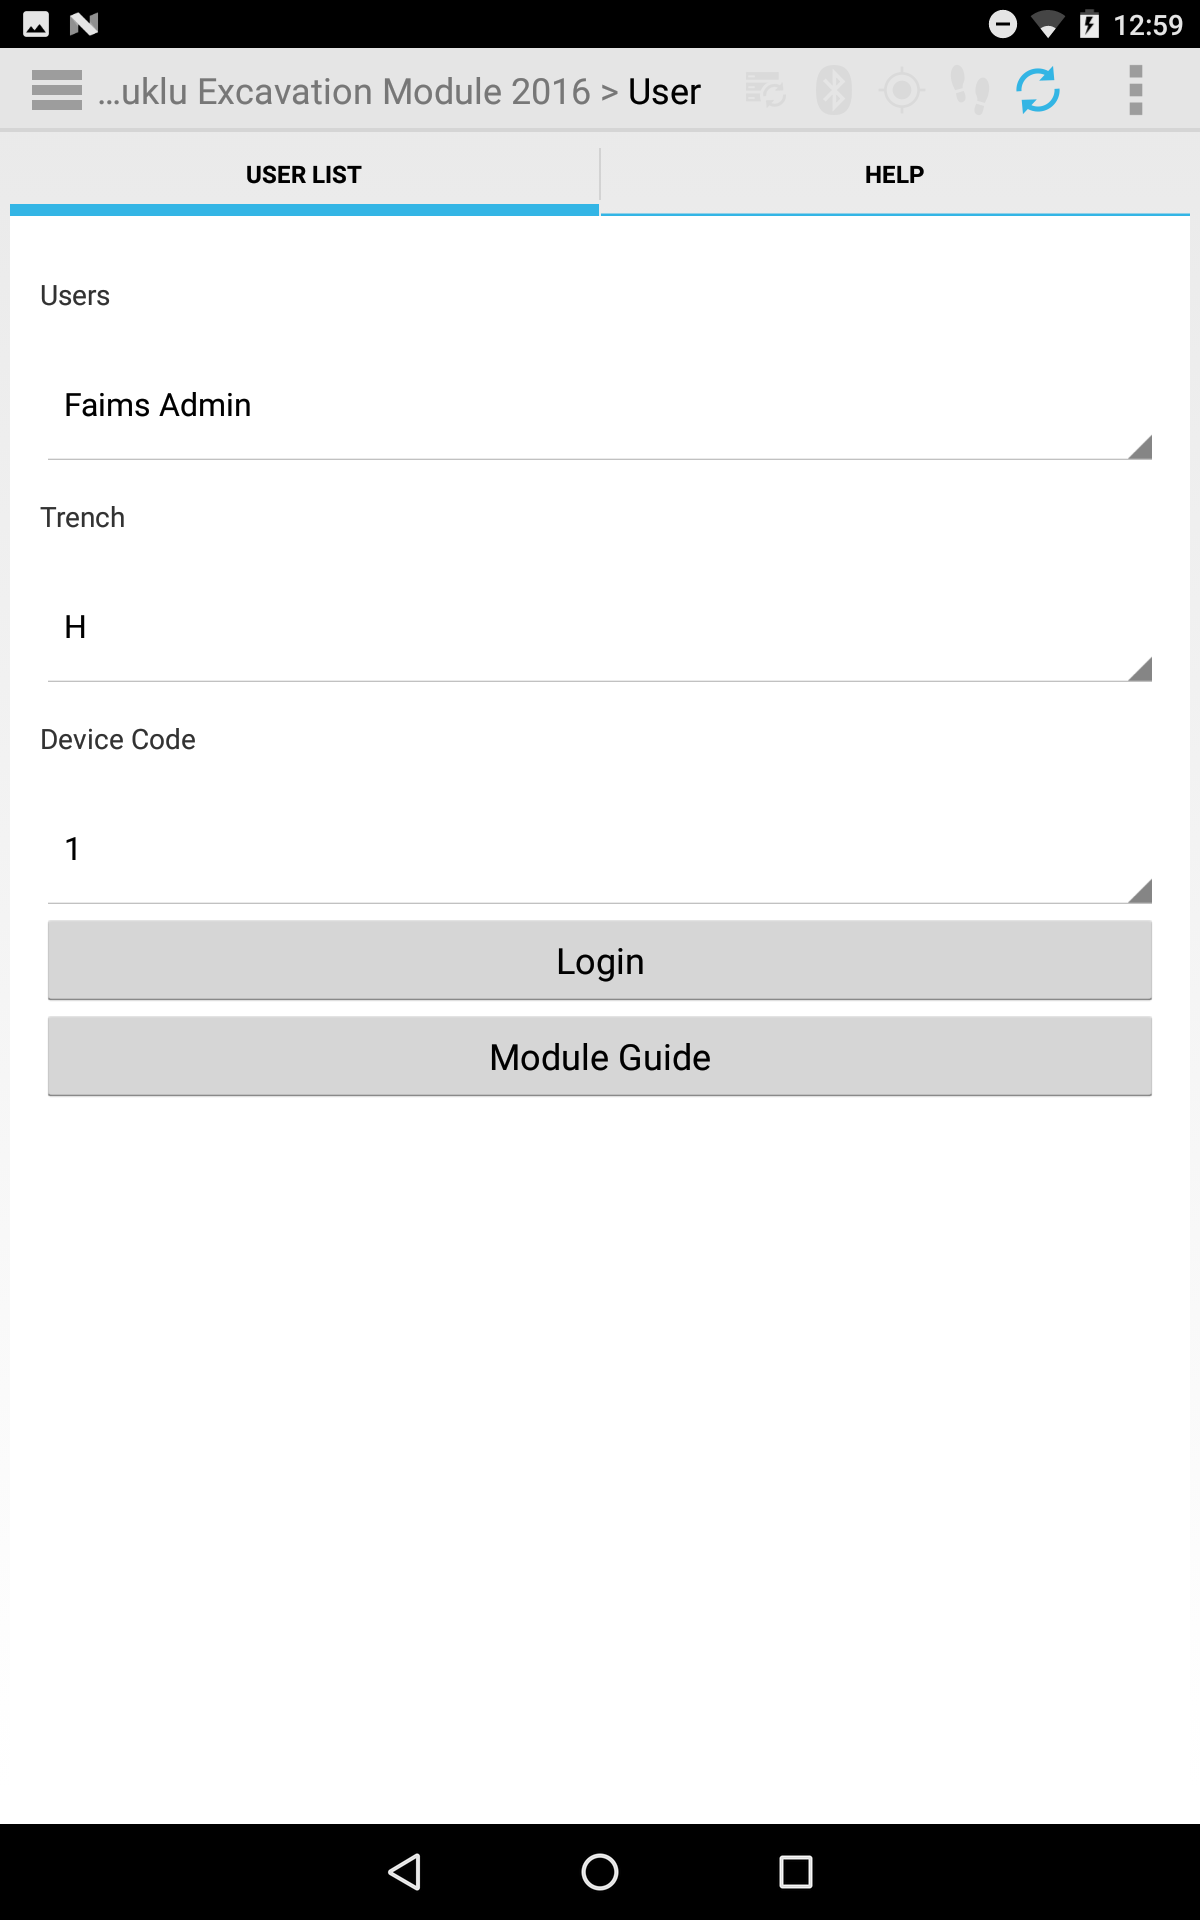 12:59
...uklu Excavation Module 2016 > User
USER LIST
HELP
Users
Faims Admin
Trench
H
Device Code
1
Login
Module Guide